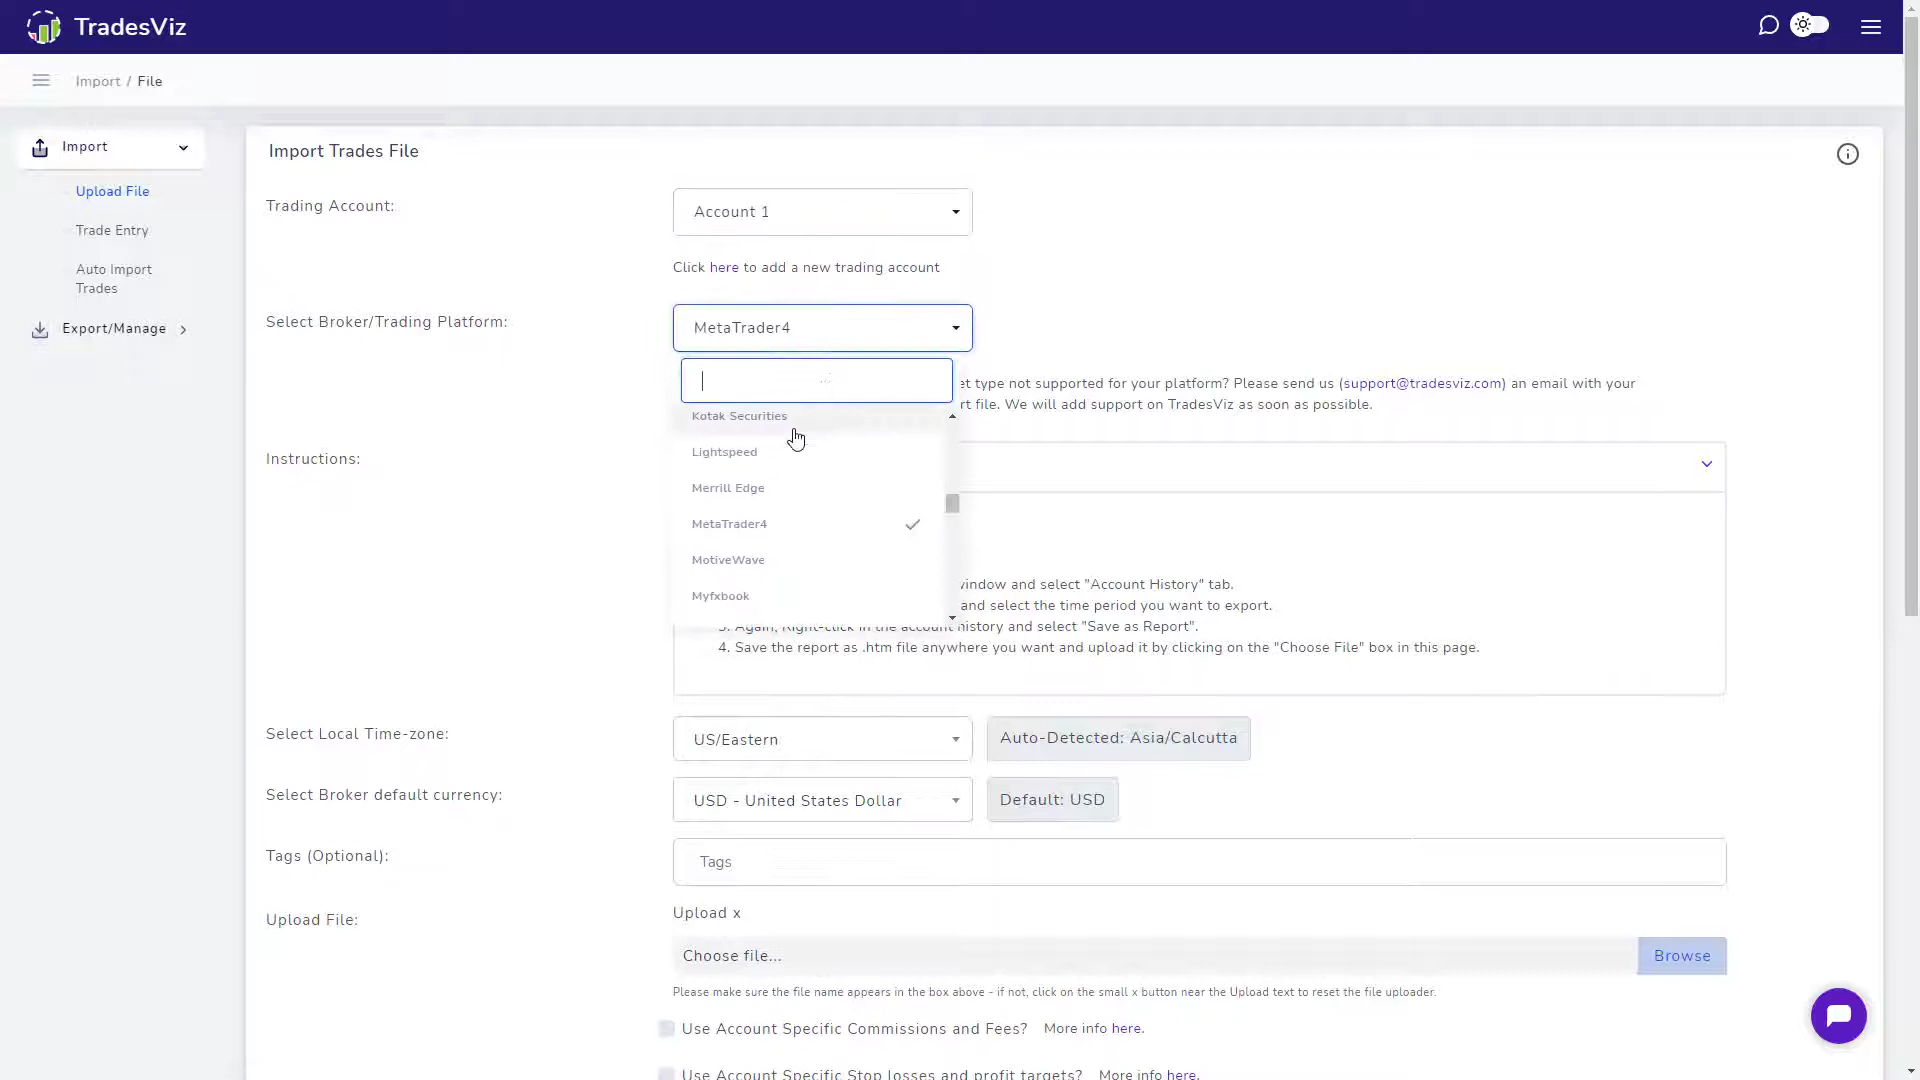 TradesViz
Import / File
Import
Upload File
Trade Entry
Auto Import
Trades
Export/Manage
Import Trades File
Trading Account:
Account 1
Click here to add a new trading account
Select Broker/Trading Platform:
MetaTrader4
et type not supported for your platform? Please send us (support@tradesviz.com) an email with your
rt file. We will add support on TradesViz as soon as possible.
Kotak Securities
Lightspeed
Merrill Edge
MetaTrader4
MotiveWave
Myfxbook
Instructions:
window and select "Account History" tab.
and select the time period you want to export.
3. Again, Right-click in the account history and select "Save as Report".
4. Save the report as .htm file anywhere you want and upload it by clicking on the "Choose File" box in this page.
Select Local Time-zone:
US/Eastern
Auto-Detected: Asia/Calcutta
Select Broker default currency:
USD - United States Dollar
Default: USD
Tags (Optional):
Tags
Upload File:
Upload x
Choose file...
Browse
Please make sure the file name appears in the box above - if not, click on the small x button near the Upload text to reset the file uploader.
Use Account Specific Commissions and Fees? More info here.
Use Account Specific Stop losses and profit targets? More info here.